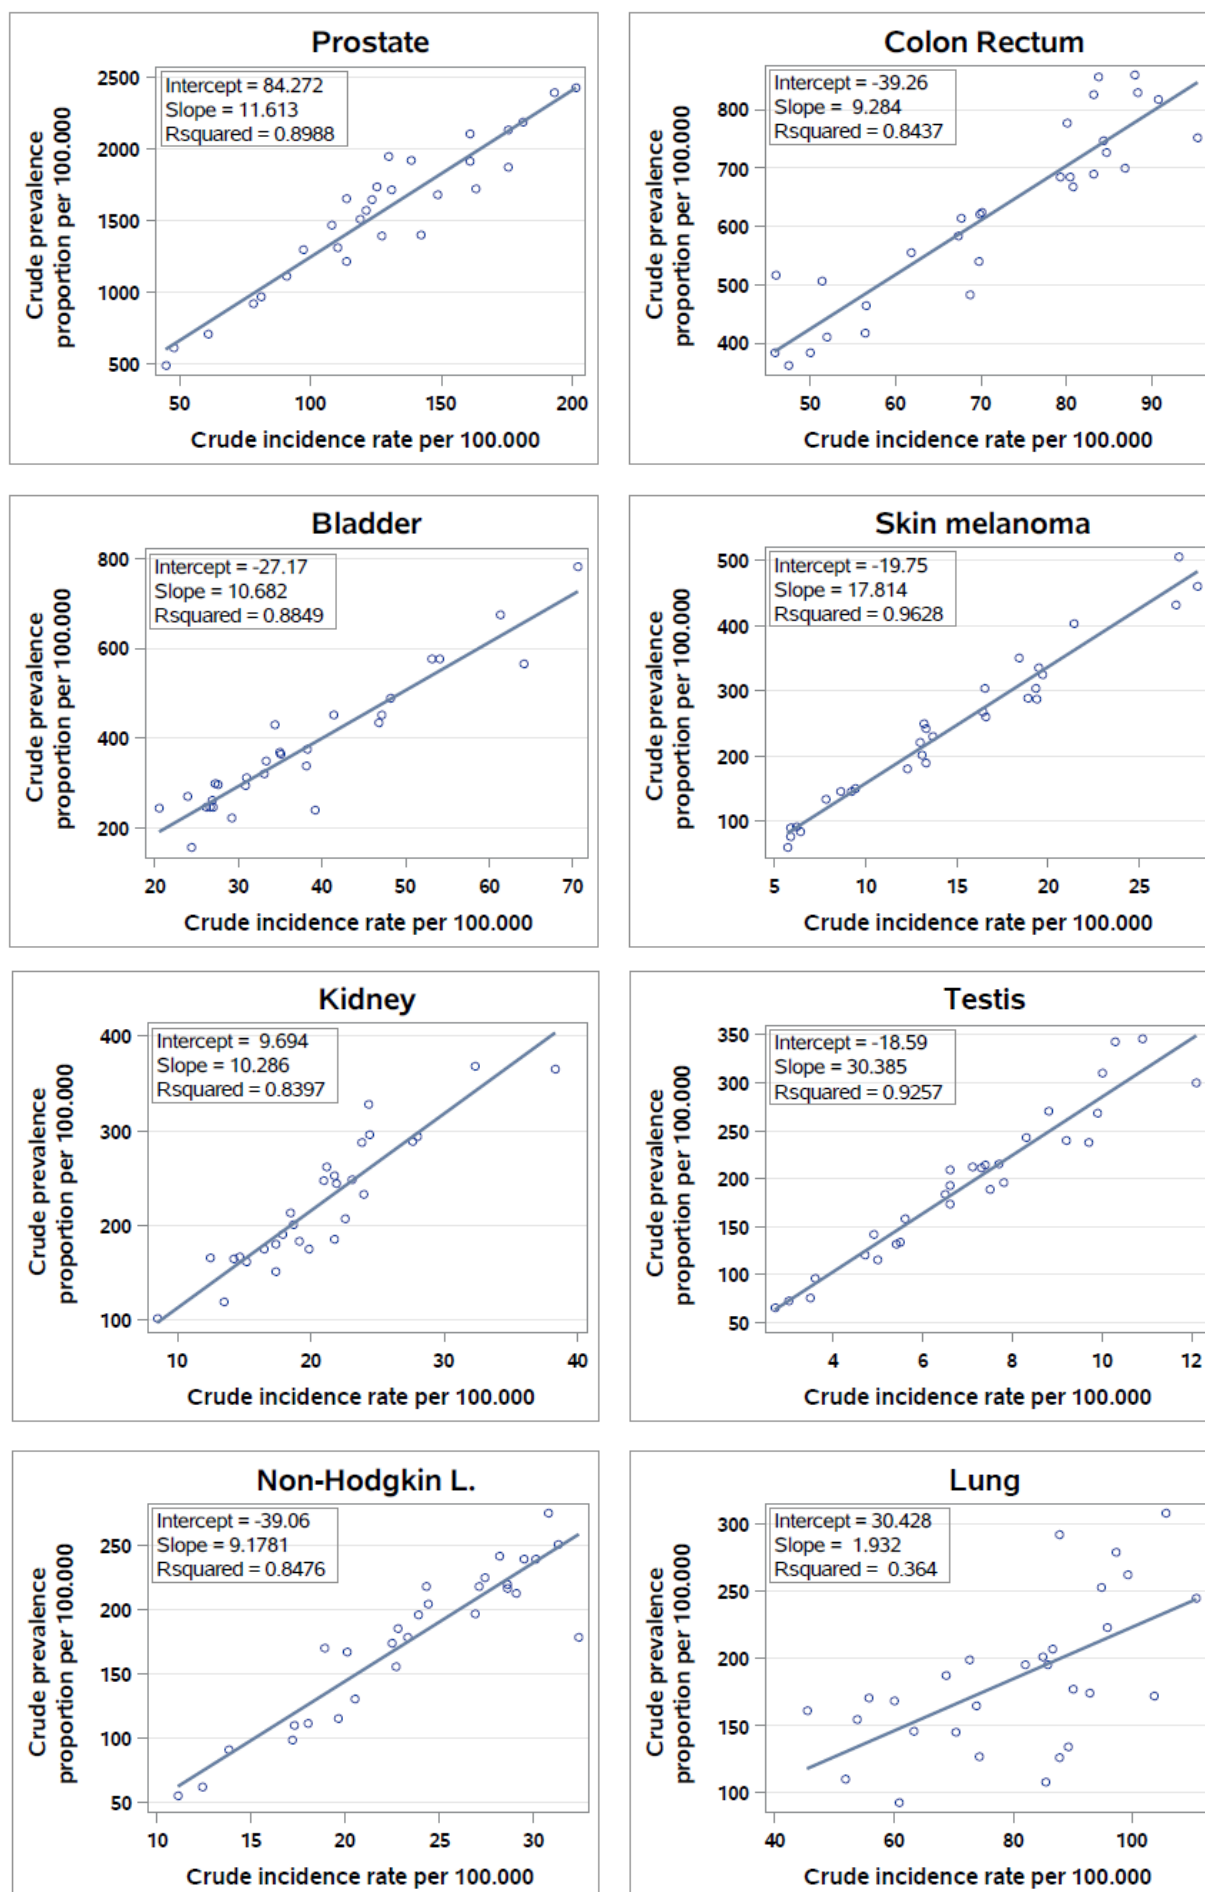 Prostate
Intercept = 84.272
Slope = 11.613
Rsquared = 0.8988
Crude prevalence
proportion per 100.000
2500
2000
1500
1000
500
50 100 150 200
Crude incidence rate per 100.000
Colon Rectum
Intercept = -39.26
Slope = 9.284
Rsquared = 0.8437
Crude prevalence
proportion per 100.000
800
700
600
500
400
50 60 70 80 90
Crude incidence rate per 100.000
Bladder
Intercept = -27.17
Slope = 10.682
Rsquared = 0.8849
Crude prevalence
proportion per 100.000
800
600
400
200
20 30 40 50 60 70
Crude incidence rate per 100.000
Skin melanoma
Intercept = -19.75
Slope = 17.814
Rsquared = 0.9628
Crude prevalence
proportion per 100.000
500
400
300
200
100
5 10 15 20 25
Crude incidence rate per 100.000
Kidney
Intercept = 9.694
Slope = 10.286
Rsquared = 0.8397
Crude prevalence
proportion per 100.000
400
300
200
100
10 20 30 40
Crude incidence rate per 100.000
Testis
Intercept = -18.59
Slope = 30.385
Rsquared = 0.9257
Crude prevalence
proportion per 100.000
350
300
250
200
150
100
50
4 6 8 10 12
Crude incidence rate per 100.000
Non-Hodgkin L.
Intercept = -39.06
Slope = 9.1781
Rsquared = 0.8476
Crude prevalence
proportion per 100.000
250
200
150
100
50
10 15 20 25 30
Crude incidence rate per 100.000
Lung
Intercept = 30.428
Slope = 1.932
Rsquared = 0.364
Crude prevalence
proportion per 100.000
300
250
200
150
100
40 60 80 100
Crude incidence rate per 100.000